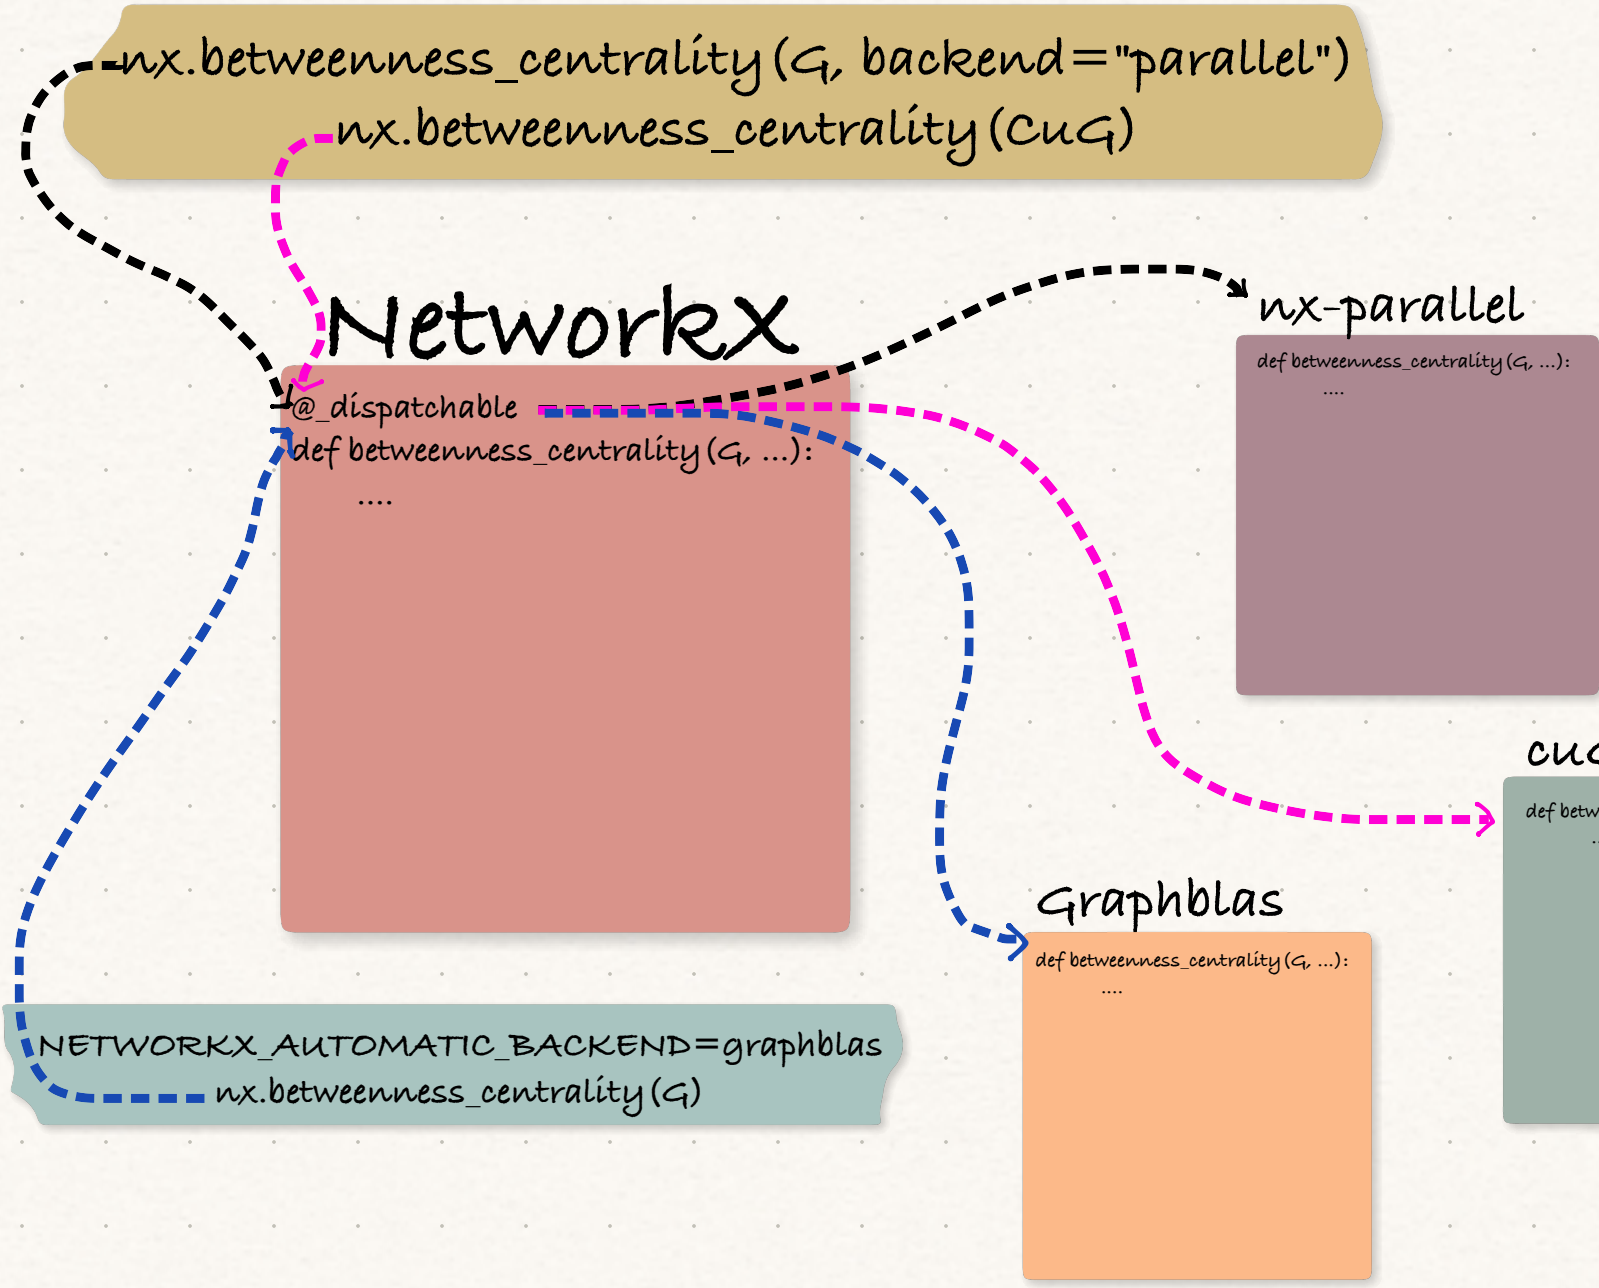 nx.betweenness_centrality(G, backend="parallel")
nx.betweenness_centrality(CuG)
NetworkX
@_dispatchable
def betweenness_centrality(G, ...):
....
nx-parallel
def betweenness_centrality(G, ...):
....
def
Graphblas
def betweenness_centrality(G, ...):
....
NETWORKX_AUTOMATIC_BACKEND=graphblas
nx.betweenness_centrality(G)